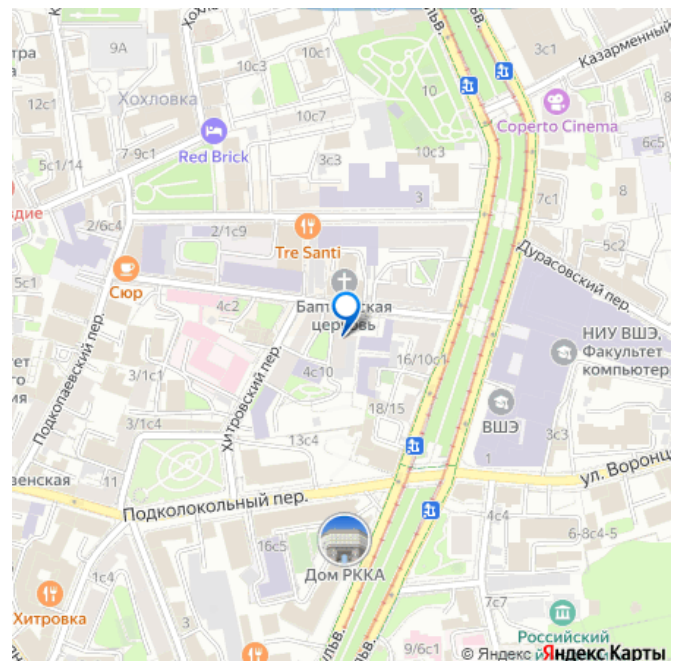 9А
10с3
10с1
12с1
Хохловка
10
3с1
Казарменный
Coperto Cinema
10с7
Red Brick
5с1/14
7-9с1
3с3
10с3
6с5
3
8
7с1
2/6с4
2/1с9
Tre Santi
5с2
Дурасовский пер.
5с1
Сюр
4с2
церковь
НИУ ВШЭ,
Факультет
компьютер
Подкопаевский пер.
Хитровский пер.
4с10
16/10с1
18/15
ВШЭ
3/1с1
3/1с4
13с4
3с3
1
11
ул. Воронц
Подколокольный пер.
4с4
16с5
6-8с4-5
Дом РККА
1с4
Хитровка
7с7
9/6с1
Российский
© Яндекс Яндекс Карты